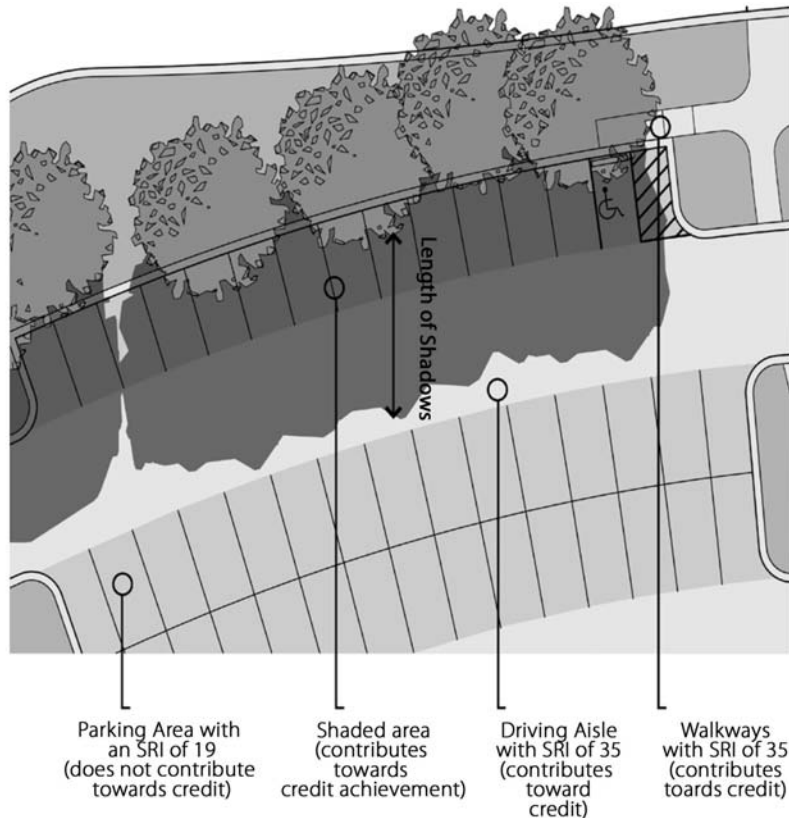 Length of Shadows
Parking Area with
an SRI of 19
(does not contribute
towards credit)
Shaded area
(contributes
towards
credit achievement)
Driving Aisle
with SRI of 35
(contributes
toward
credit)
Walkways
with SRI of 35
(contributes
toards credit)